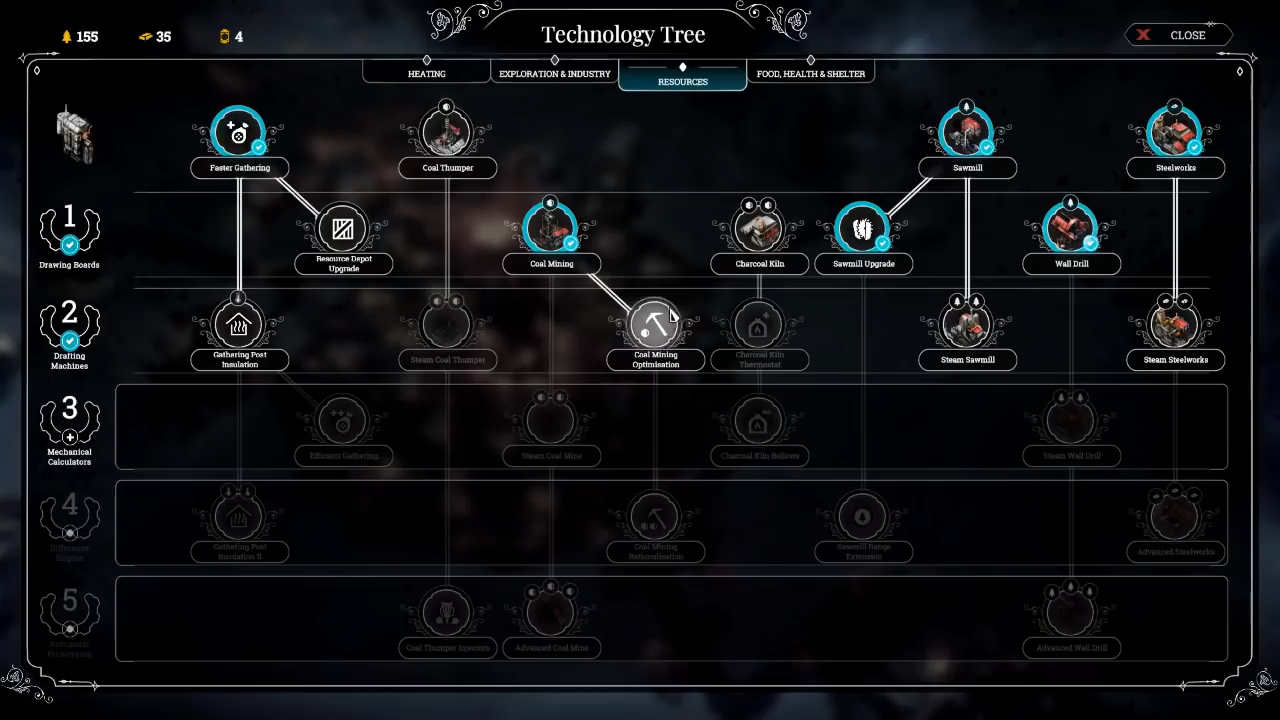 155
35
4
Technology Tree
CLOSE
HEATING
EXPLORATION & INDUSTRY
RESOURCES
FOOD, HEALTH & SHELTER
Faster Gathering
Coal Thumper
Sawmill
Steelworks
1
Drawing Boards
Resource Depot
Upgrade
Coal Mining
Charcoal Kiln
Sawmill Upgrade
Wall Drill
2
Drafting
Machines
Gathering Post
Insulation
Steam Coal Thumper
Coal Mining
Optimisation
Charcoal Kiln
Thermostat
Steam Sawmill
Steam Steelworks
3
Mechanical
Calculators
Efficient Gathering
Steam Coal Mine
Charcoal Kiln Bellows
Steam Wall Drill
4
Difference
Engine
Gathering Post
Insulation II
Coal Mining
Rationalisation
Sawmill Range
Extension
Advanced Steelworks
5
Automatic
Prototyping
Coal Thumper Injectors
Advanced Coal Mine
Advanced Wall Drill